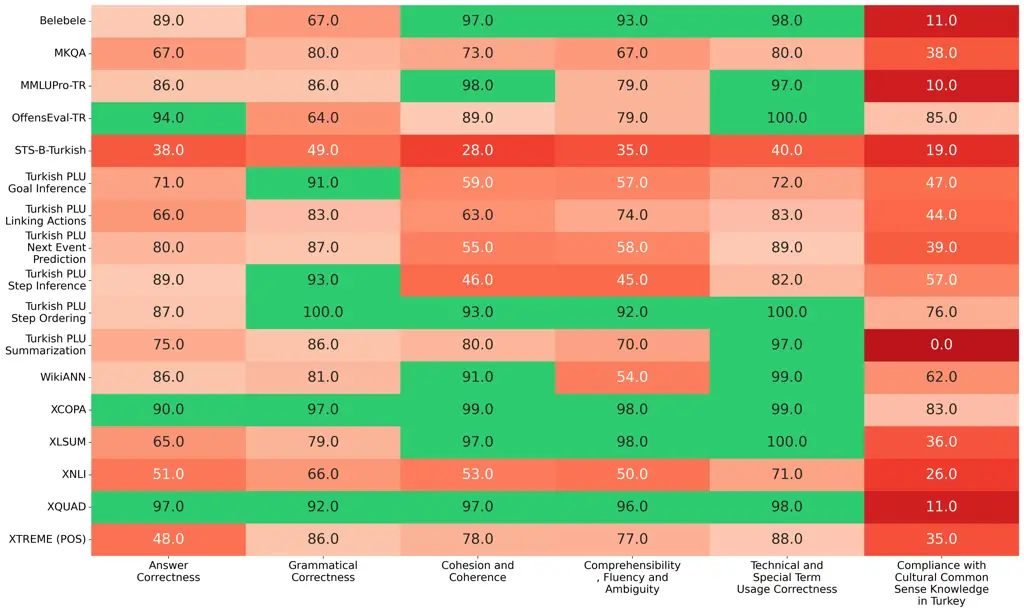 Belebele 89.0 67.0 97.0 93.0 98.0 11.0
MKQA 67.0 80.0 73.0 67.0 80.0 38.0
MMLUPro-TR 86.0 86.0 98.0 79.0 97.0 10.0
OffensEval-TR 94.0 64.0 89.0 79.0 100.0 85.0
STS-B-Turkish 38.0 49.0 28.0 35.0 40.0 19.0
Turkish PLU
Goal Inference 71.0 91.0 59.0 57.0 72.0 47.0
Turkish PLU
Linking Actions 66.0 83.0 63.0 74.0 83.0 44.0
Turkish PLU
Next Event
Prediction 80.0 87.0 55.0 58.0 89.0 39.0
Turkish PLU
Step Inference 89.0 93.0 46.0 45.0 82.0 57.0
Turkish PLU
Step Ordering 87.0 100.0 93.0 92.0 100.0 76.0
Turkish PLU
Summarization 75.0 86.0 80.0 70.0 97.0 0.0
WikiANN 86.0 81.0 91.0 54.0 99.0 62.0
XCOPA 90.0 97.0 99.0 98.0 99.0 83.0
XLSUM 65.0 79.0 97.0 98.0 100.0 36.0
XNLI 51.0 66.0 53.0 50.0 71.0 26.0
XQUAD 97.0 92.0 97.0 96.0 98.0 11.0
XTREME (POS) 48.0 86.0 78.0 77.0 88.0 35.0
Answer
Correctness
Grammatical
Correctness
Cohesion and
Coherence
Comprehensibility
, Fluency and
Ambiguity
Technical and
Special Term
Usage Correctness
Compliance with
Cultural Common
Sense Knowledge
in Turkey